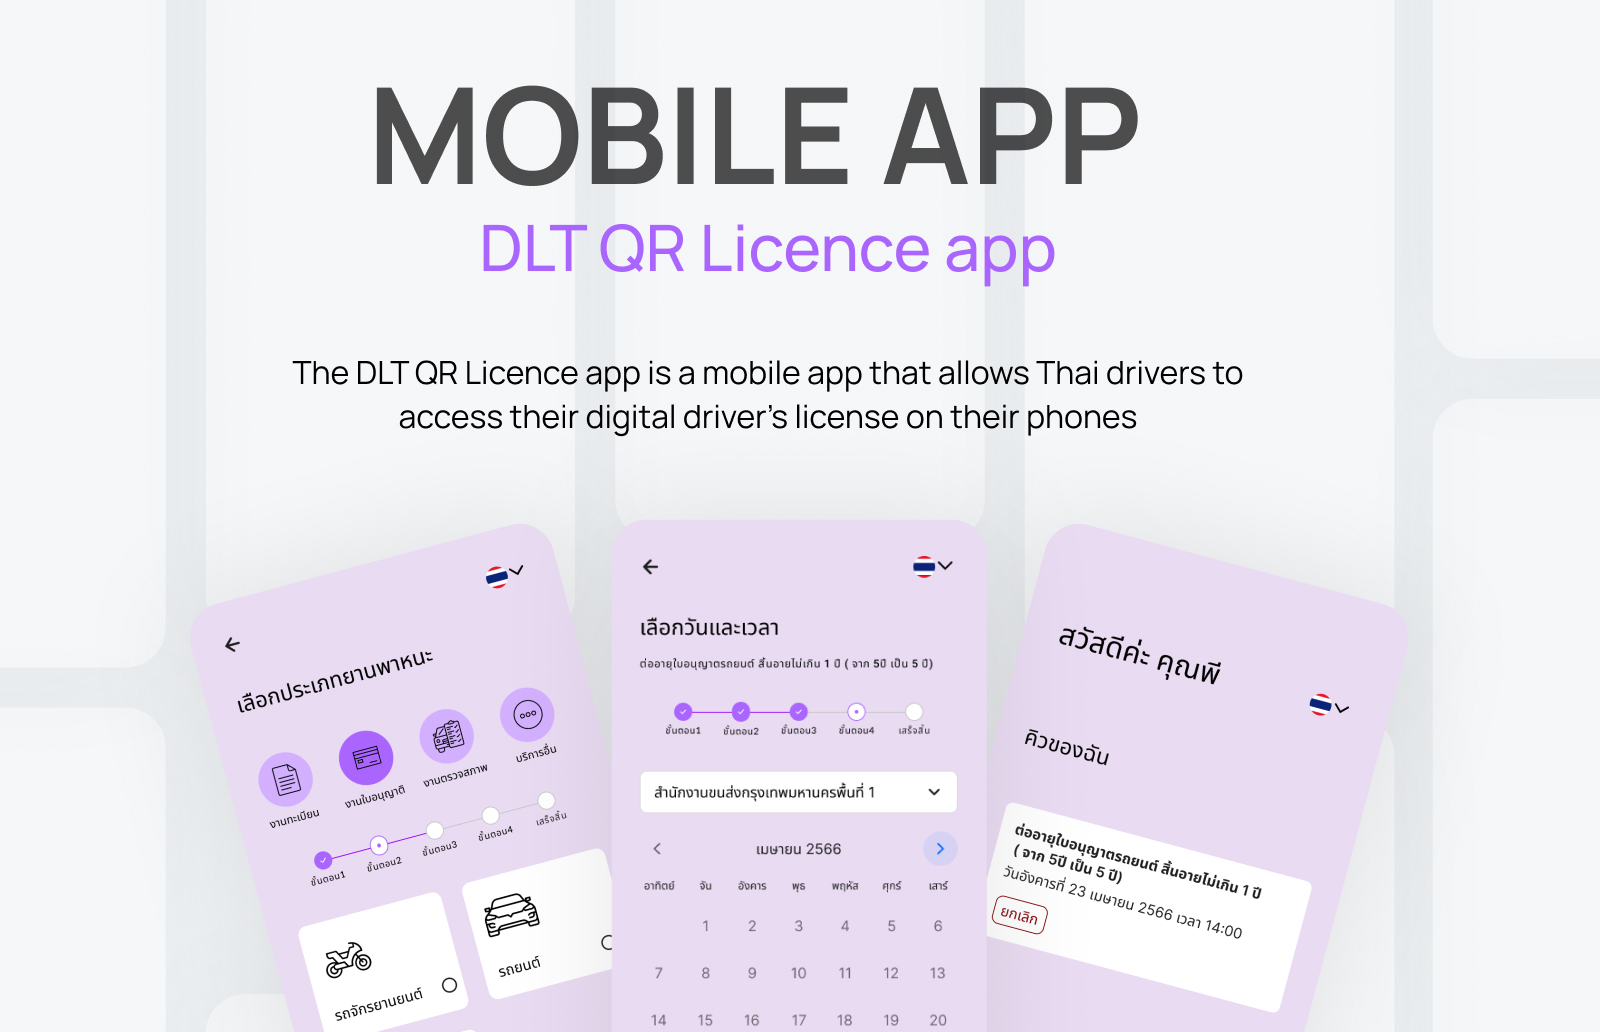 MOBILE APP
DLT QR Licence app
The DLT QR Licence app is a mobile app that allows Thai drivers to
access their digital driver's license on their phones
เลือกประเภทยานพาหนะ
งานทะเบียน
งานใบอนุญาติ
งานตรวจสภาพ
บริการอื่น
ขั้นตอน1
ขั้นตอน2
ขั้นตอน3
ขั้นตอน4
เสร็จสิ้น
รถจักรยานยนต์
รถยนต์
เลือกวันและเวลา
ต่ออายุใบอนุญาตรถยนต์ สิ้นอายไม่เกิน 1 ปี ( จาก 5ปี เป็น 5 ปี)
ขั้นตอน1 ขั้นตอน2 ขั้นตอน3 ขั้นตอน4 เสร็จสิ้น
สำนักงานขนส่งกรุงเทพมหานครพื้นที่ 1
เมษายน 2566
อาทิตย์ จัน อังคาร พุธ พฤหัส ศุกร์ เสาร์
1 2 3 4 5 6
7 8 9 10 11 12 13
14 15 16 17 18 19 20
สวัสดีค่ะ คุณพี
คิวของฉัน
ต่ออายุใบอนุญาตรถยนต์ สิ้นอายไม่เกิน 1 ปี
( จาก 5ปี เป็น 5 ปี)
วันอังคารที่ 23 เมษายน 2566 เวลา 14:00
ยกเลิก